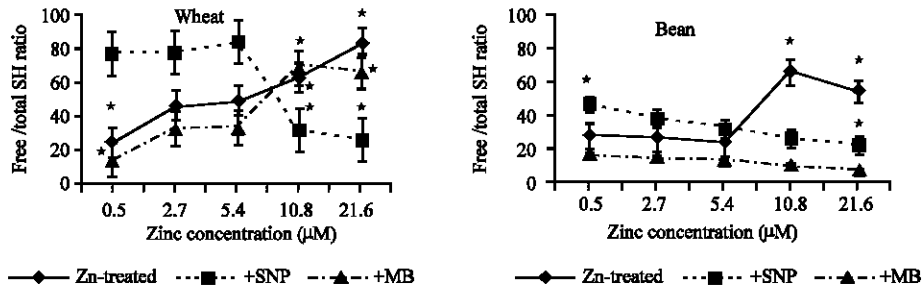 Wheat
Free /total SH ratio
100
80
60
40
20
0
0.5 2.7 5.4 10.8 21.6
Zinc concentration (μM)
Zn-treated +SNP +MB
Bean
Free /total SH ratio
100
80
60
40
20
0
0.5 2.7 5.4 10.8 21.6
Zinc concentration (μM)
Zn-treated +SNP +MB